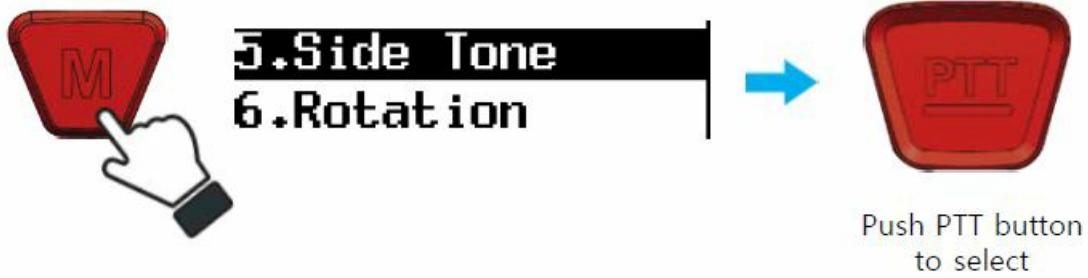 M
5.Side Tone
6.Rotation
PTT
Push PTT button
to select